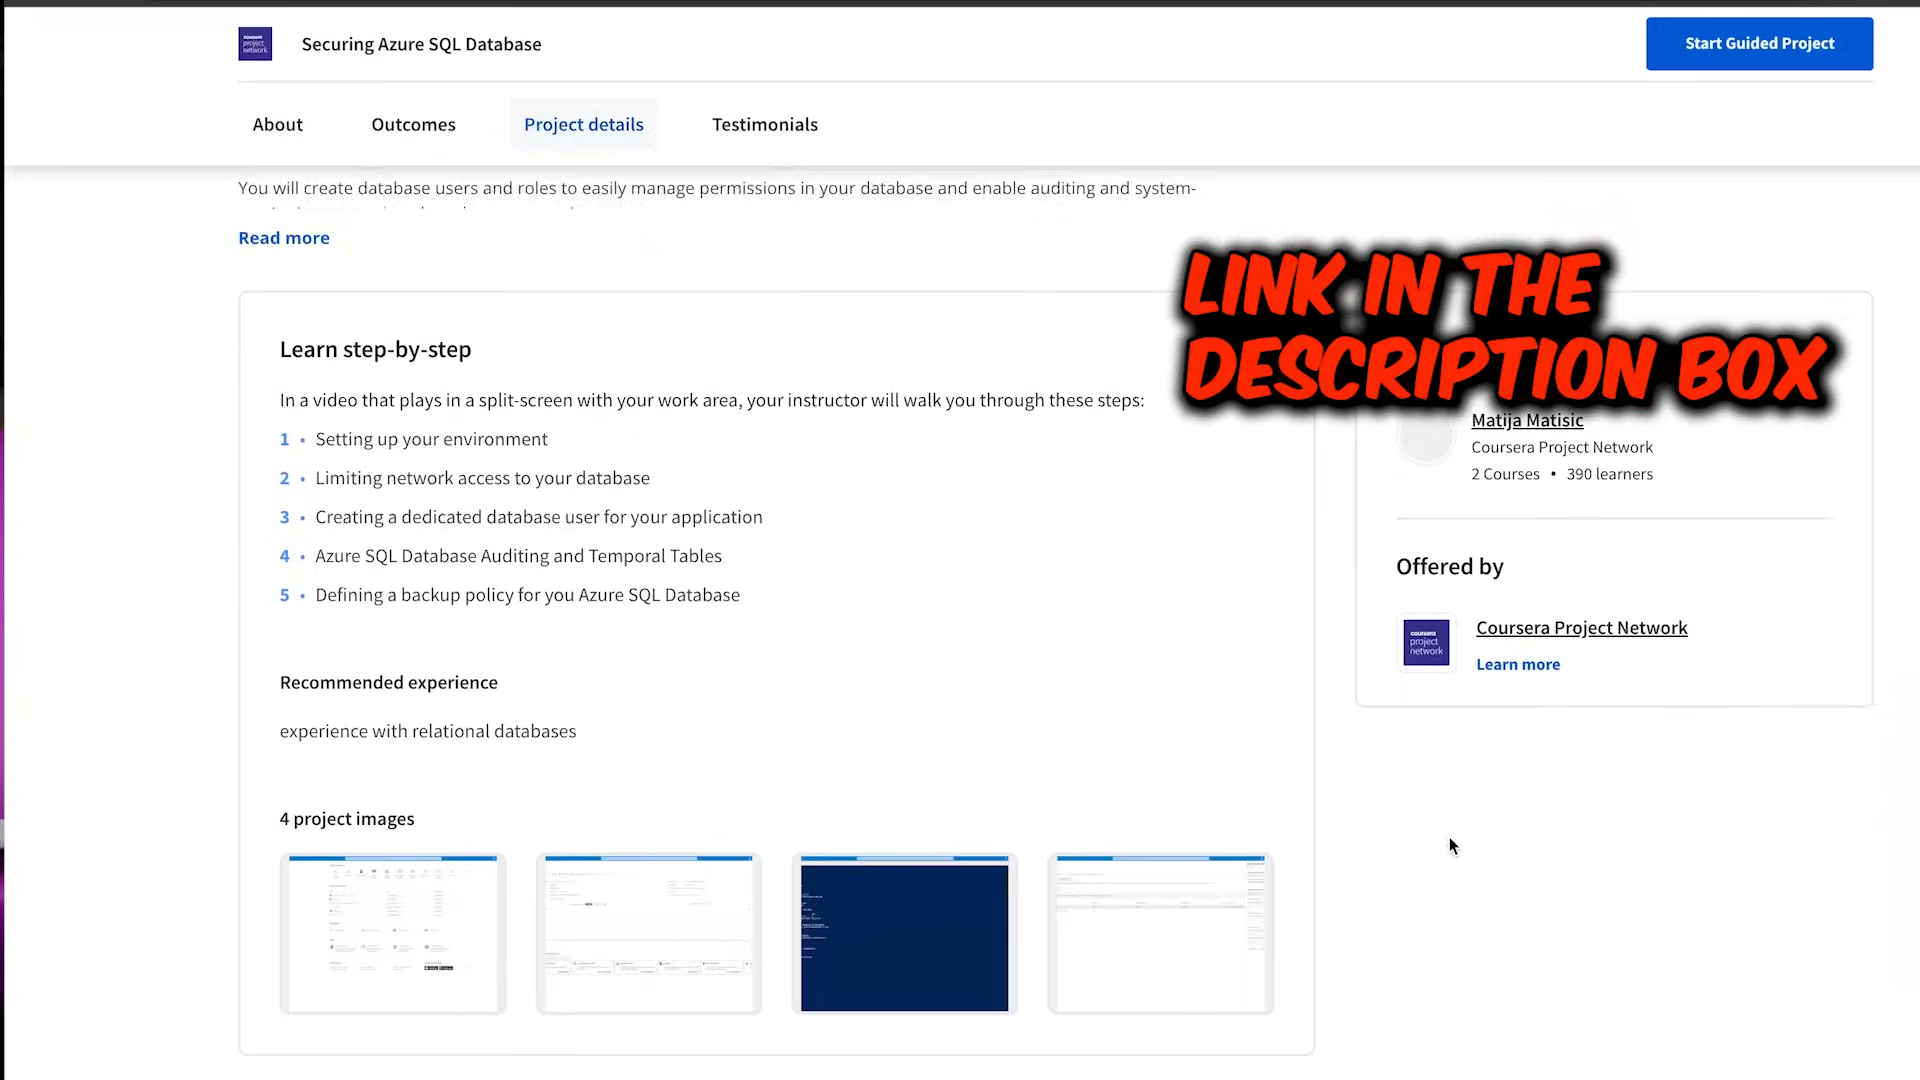 coursera
project
network
Securing Azure SQL Database
Start Guided Project
About
Outcomes
Project details
Testimonials
You will create database users and roles to easily manage permissions in your database and enable auditing and system-
Read more
LINK IN THE
DESCRIPTION BOX
Learn step-by-step
In a video that plays in a split-screen with your work area, your instructor will walk you through these steps:
1 • Setting up your environment
2 • Limiting network access to your database
3 • Creating a dedicated database user for your application
4 • Azure SQL Database Auditing and Temporal Tables
5 • Defining a backup policy for you Azure SQL Database
Recommended experience
experience with relational databases
4 project images
Matija Matisic
Coursera Project Network
2 Courses • 390 learners
Offered by
coursera
project
network
Coursera Project Network
Learn more